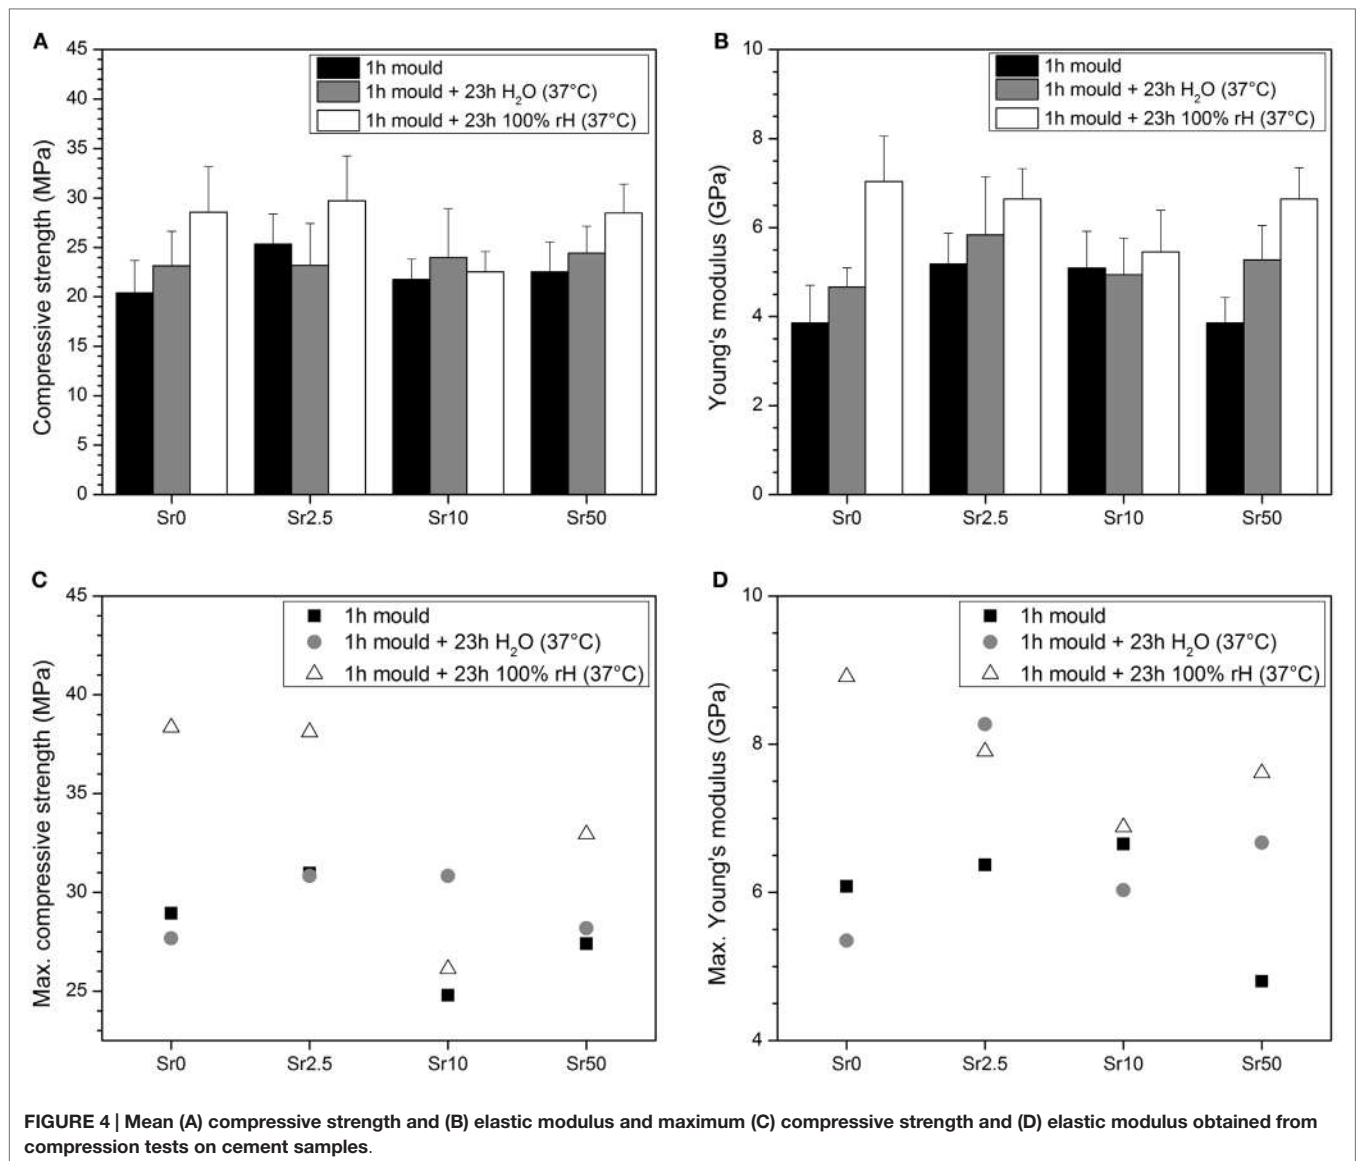 A
45
40
35
30
25
20
15
10
5
0
Compressive strength (MPa)
1h mould
1h mould + 23h H₂O (37°C)
1h mould + 23h 100% rH (37°C)
Sr0 Sr2.5 Sr10 Sr50
B
10
8
6
4
2
0
Young's modulus (GPa)
1h mould
1h mould + 23h H₂O (37°C)
1h mould + 23h 100% rH (37°C)
Sr0 Sr2.5 Sr10 Sr50
C
45
40
35
30
25
Max. compressive strength (MPa)
1h mould
1h mould + 23h H₂O (37°C)
1h mould + 23h 100% rH (37°C)
Sr0 Sr2.5 Sr10 Sr50
D
10
8
6
4
Max. Young's modulus (GPa)
1h mould
1h mould + 23h H₂O (37°C)
1h mould + 23h 100% rH (37°C)
Sr0 Sr2.5 Sr10 Sr50
FIGURE 4 | Mean (A) compressive strength and (B) elastic modulus and maximum (C) compressive strength and (D) elastic modulus obtained from
compression tests on cement samples.